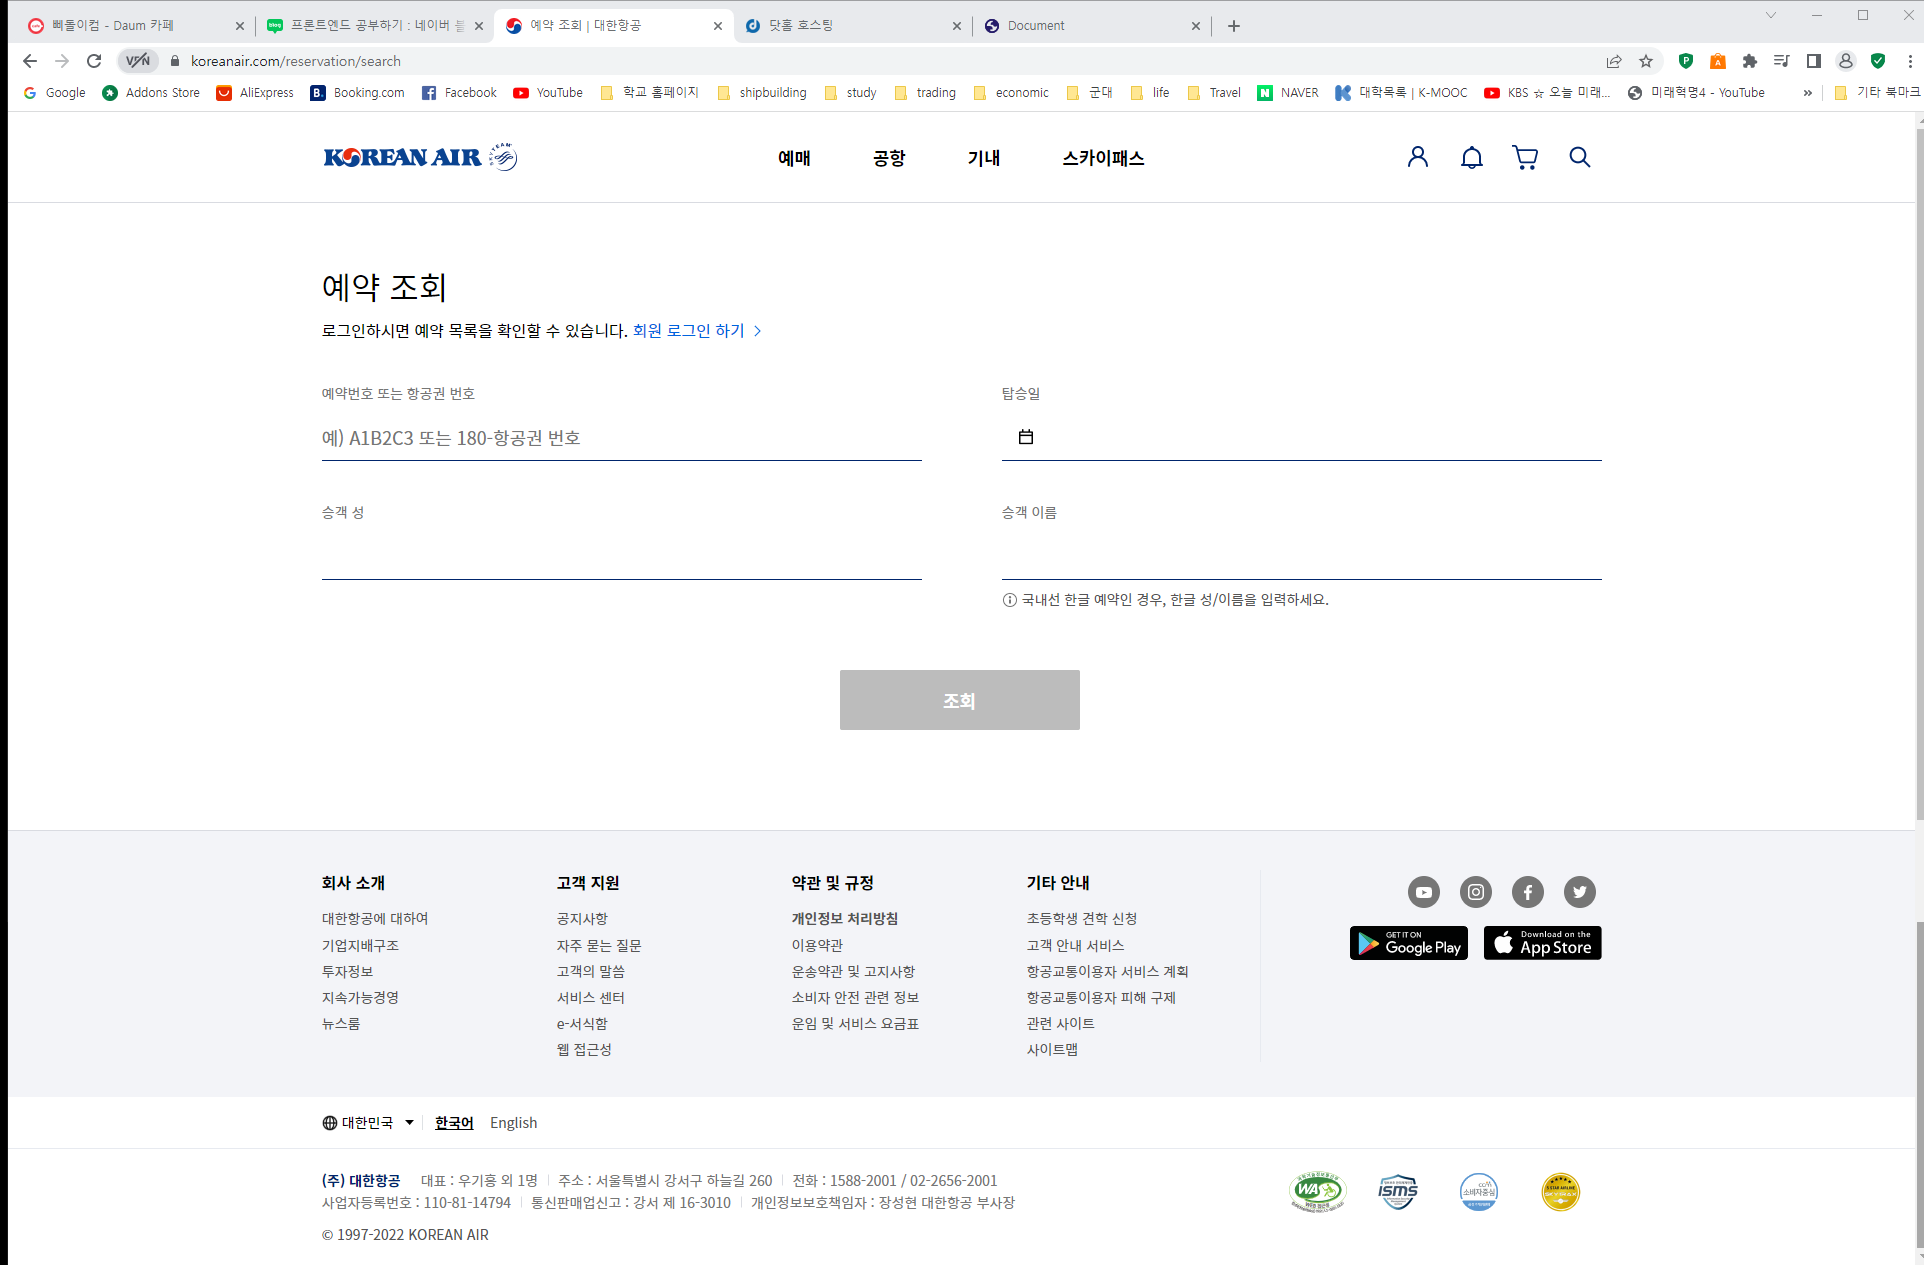 삐돌이컴 - Daum 카페
프론트엔드 공부하기 : 네이버 블
예약 조회 | 대한항공
닷홈 호스팅
Document
VPN
koreanair.com/reservation/search
Google
Addons Store
AliExpress
Booking.com
Facebook
YouTube
학교 홈페이지
shipbuilding
study
trading
economic
군대
life
Travel
NAVER
대학목록 | K-MOOC
KBS ☆ 오늘 미래...
미래혁명4 - YouTube
»
기타 북마크
KOREAN AIR
예매
공항
기내
스카이패스
예약 조회
로그인하시면 예약 목록을 확인할 수 있습니다. 회원 로그인 하기 >
예약번호 또는 항공권 번호
탑승일
예) A1B2C3 또는 180-항공권 번호
승객 성
승객 이름
국내선 한글 예약인 경우, 한글 성/이름을 입력하세요.
조회
회사 소개
대한항공에 대하여
기업지배구조
투자정보
지속가능경영
뉴스룸
고객 지원
공지사항
자주 묻는 질문
고객의 말씀
서비스 센터
e-서식함
웹 접근성
약관 및 규정
개인정보 처리방침
이용약관
운송약관 및 고지사항
소비자 안전 관련 정보
운임 및 서비스 요금표
기타 안내
초등학생 견학 신청
고객 안내 서비스
항공교통이용자 서비스 계획
항공교통이용자 피해 구제
관련 사이트
사이트맵
GET IT ON
Google Play
Download on the
App Store
대한민국
한국어
English
(주) 대한항공 대표 : 우기홍 외 1명 주소 : 서울특별시 강서구 하늘길 260 전화 : 1588-2001 / 02-2656-2001
사업자등록번호 : 110-81-14794 통신판매업신고 : 강서 제 16-3010 개인정보보호책임자 : 장성현 대한항공 부사장
© 1997-2022 KOREAN AIR
WA
ISMS
CCM
소비자중심